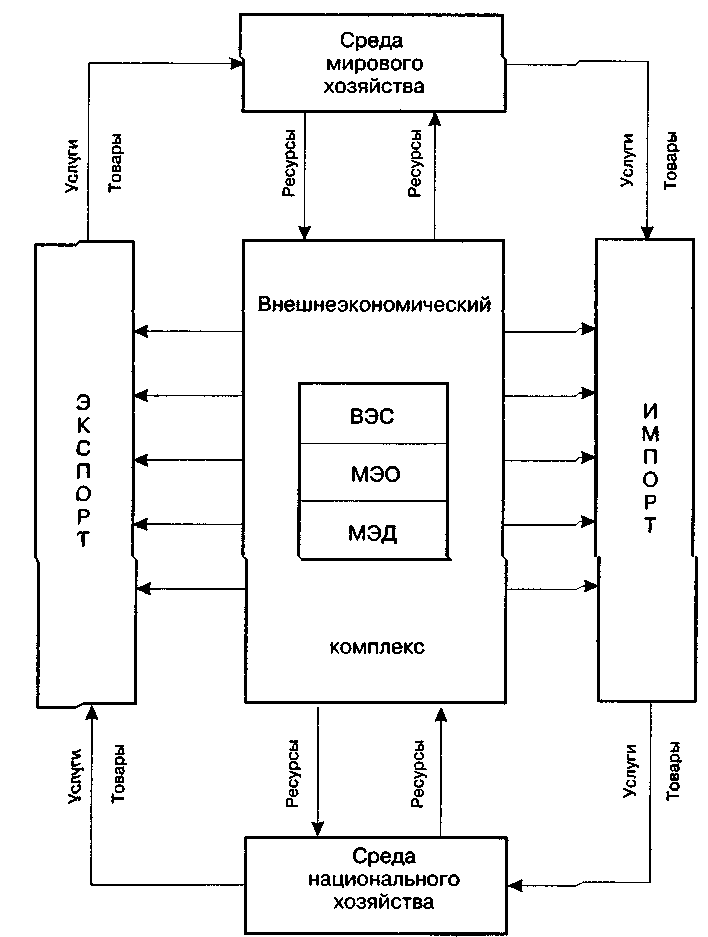 Среда
мирового
хозяйства
Услуги
Товары
Ресурсы
Ресурсы
Услуги
Товары
Внешнеэкономический
ЭКСПОРТ
ВЭС
МЭО
МЭД
ИМПОРТ
комплекс
Услуги
Товары
Ресурсы
Ресурсы
Услуги
Товары
Среда
национального
хозяйства